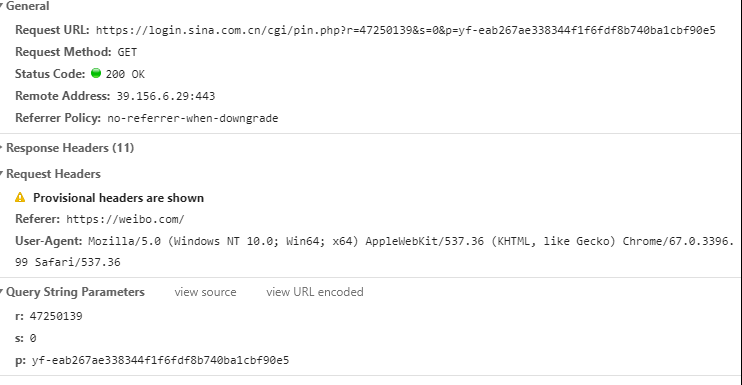 General
Request URL: https://login.sina.com.cn/cgi/pin.php?r=47250139&s=0&p=yf-eab267ae338344f1f6fdf8b740ba1cbf90e5
Request Method: GET
Status Code: 200 OK
Remote Address: 39.156.6.29:443
Referrer Policy: no-referrer-when-downgrade
Response Headers (11)
Request Headers
Provisional headers are shown
Referer: https://weibo.com/
User-Agent: Mozilla/5.0 (Windows NT 10.0; Win64; x64) AppleWebKit/537.36 (KHTML, like Gecko) Chrome/67.0.3396.
99 Safari/537.36
Query String Parameters view source view URL encoded
r: 47250139
s: 0
p: yf-eab267ae338344f1f6fdf8b740ba1cbf90e5